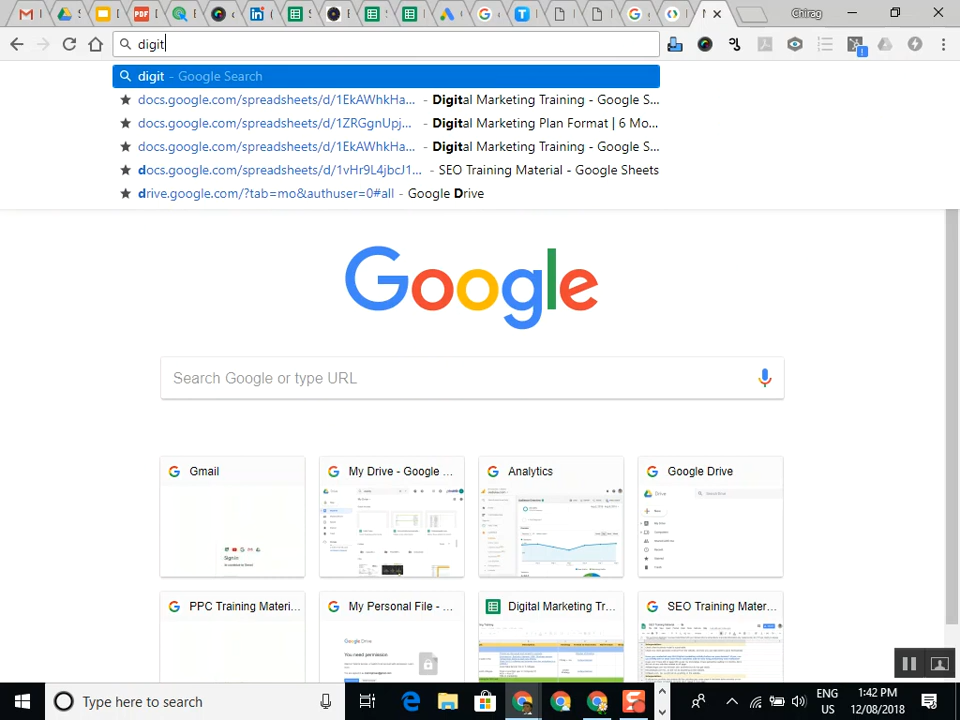 Chirag
digit
digit - Google Search
docs.google.com/spreadsheets/d/1EkAWhkHa... - Digital Marketing Training - Google S...
docs.google.com/spreadsheets/d/1ZRGgnUpj... - Digital Marketing Plan Format | 6 Mo...
docs.google.com/spreadsheets/d/1EkAWhkHa... - Digital Marketing Training - Google S...
docs.google.com/spreadsheets/d/1vHr9L4jbcJ1... - SEO Training Material - Google Sheets
drive.google.com/?tab=mo&authuser=0#all - Google Drive
Google
Search Google or type URL
Gmail
My Drive - Google ...
Analytics
Google Drive
PPC Training Materi...
My Personal File - ...
Digital Marketing Tr...
SEO Training Mater...
You need permission
Type here to search
ENG
US
1:42 PM
12/08/2018